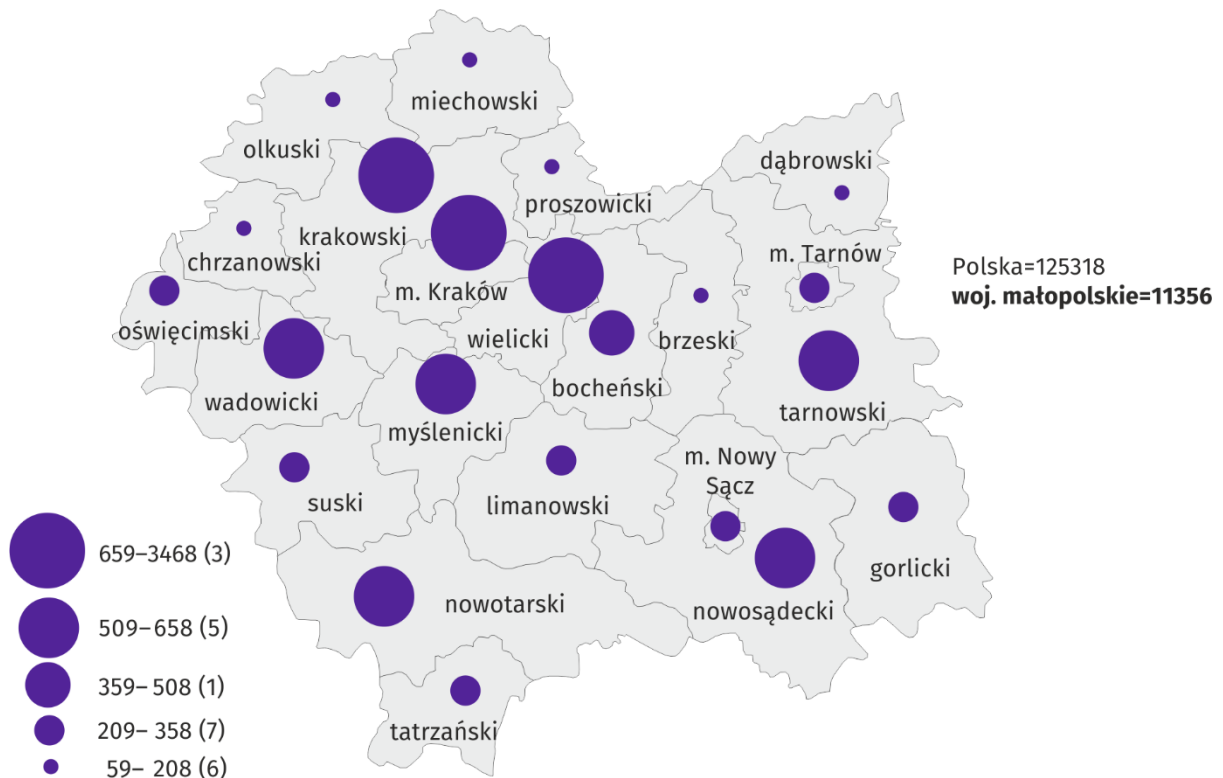 miechowski
olkuski
dąbrowski
proszowicki
krakowski
m. Tarnów
chrzanowski
Polska=125318
m. Kraków
woj. małopolskie=11356
oświęcimski
wielicki
brzeski
bocheński
wadowicki
tarnowski
myślenicki
m. Nowy
Sącz
suski
limanowski
659–3468 (3)
gorlicki
nowotarski
nowosądecki
509–658 (5)
359– 508 (1)
209– 358 (7)
tatrzański
59– 208 (6)